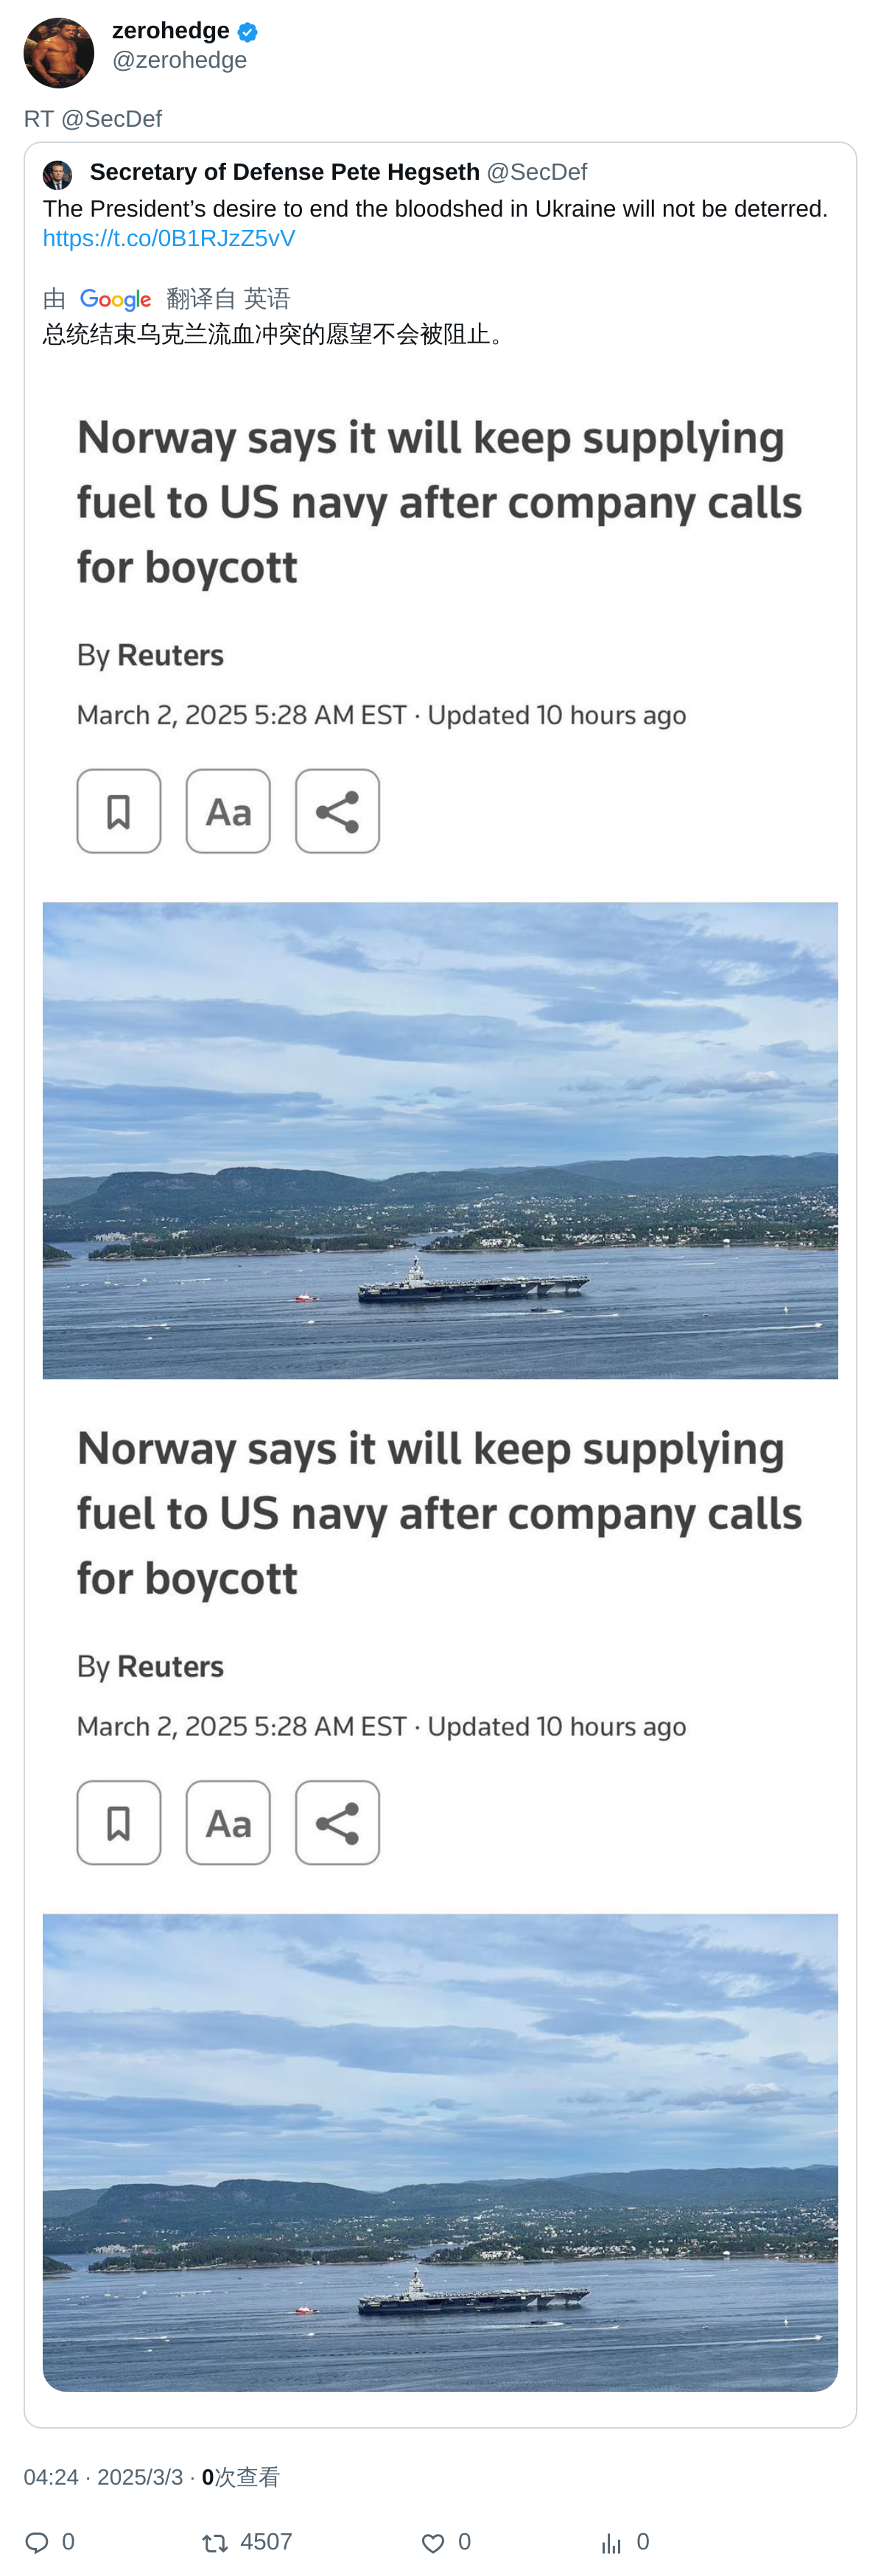 zerohedge
@zerohedge
RT @SecDef
Secretary of Defense Pete Hegseth @SecDef
The President’s desire to end the bloodshed in Ukraine will not be deterred.
https://t.co/0B1RJzZ5vV
由 Google 翻译自 英语
总统结束乌克兰流血冲突的愿望不会被阻止。
Norway says it will keep supplying
fuel to US navy after company calls
for boycott
By Reuters
March 2, 2025 5:28 AM EST · Updated 10 hours ago
Aa
Norway says it will keep supplying
fuel to US navy after company calls
for boycott
By Reuters
March 2, 2025 5:28 AM EST · Updated 10 hours ago
Aa
04:24 · 2025/3/3 · 0次查看
0 4507 0 0